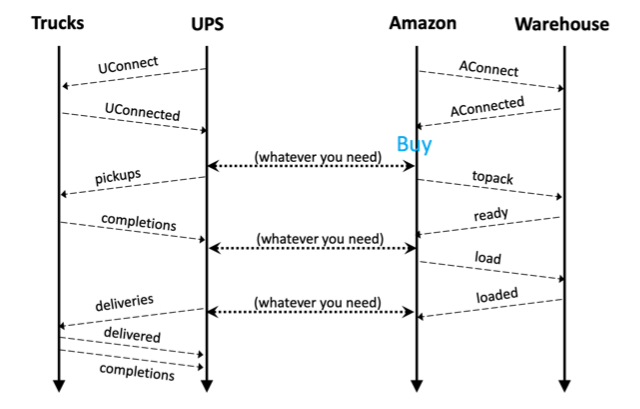 Trucks UPS Amazon Warehouse
UConnect AConnect
UConnected AConnected
Buy
(whatever you need)
pickups topack
completions ready
(whatever you need)
load
deliveries (whatever you need) loaded
delivered
completions